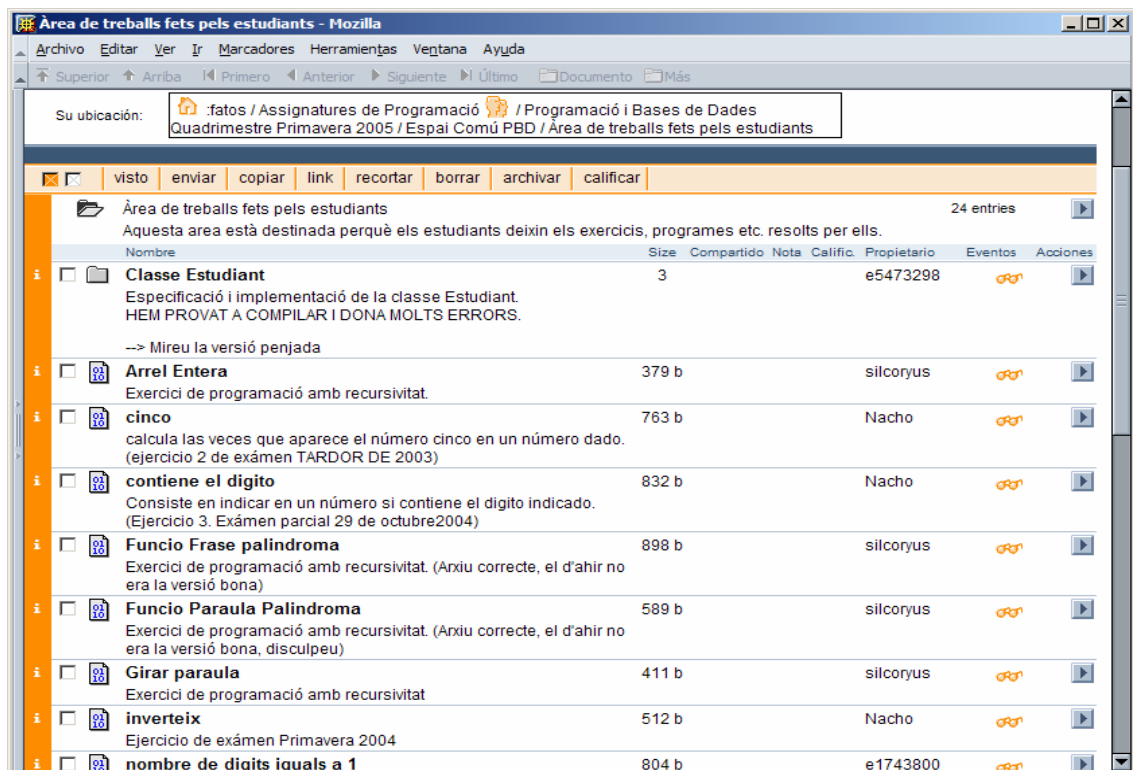 Àrea de treballs fets pels estudiants - Mozilla
Archivo Editar Ver Ir Marcadores Herramientas Ventana Ayuda
Superior Arriba Primero Anterior Siguiente Último Documento Más
Su ubicación: :fatos / Assignatures de Programació / Programació i Bases de Dades
Quadrimestre Primavera 2005 / Espai Comú PBD / Àrea de treballs fets pels estudiants
visto enviar copiar link recortar borrar archivar calificar
Àrea de treballs fets pels estudiants 24 entries
Aquesta area està destinada perquè els estudiants deixin els exercicis, programes etc. resolts per ells.
Nombre Size Compartido Nota Calific. Propietario Eventos Acciones
i Classe Estudiant 3 e5473298
Especificació i implementació de la classe Estudiant.
HEM PROVAT A COMPILAR I DONA MOLTS ERRORS.
--> Mireu la versió penjada
i Arrel Entera 379 b silcoryus
Exercici de programació amb recursivitat.
i cinco 763 b Nacho
calcula las veces que aparece el número cinco en un número dado.
(ejercicio 2 de exámen TARDOR DE 2003)
i contiene el digito 832 b Nacho
Consiste en indicar en un número si contiene el digito indicado.
(Ejercicio 3. Exámen parcial 29 de octubre2004)
i Funcio Frase palindroma 898 b silcoryus
Exercici de programació amb recursivitat. (Arxiu correcte, el d'ahir no
era la versió bona)
i Funcio Paraula Palindroma 589 b silcoryus
Exercici de programació amb recursivitat. (Arxiu correcte, el d'ahir no
era la versió bona, disculpeu)
i Girar paraula 411 b silcoryus
Exercici de programació amb recursivitat
i inverteix 512 b Nacho
Ejercicio de exámen Primavera 2004
i nombre de digits iguals a 1 804 b e1743800